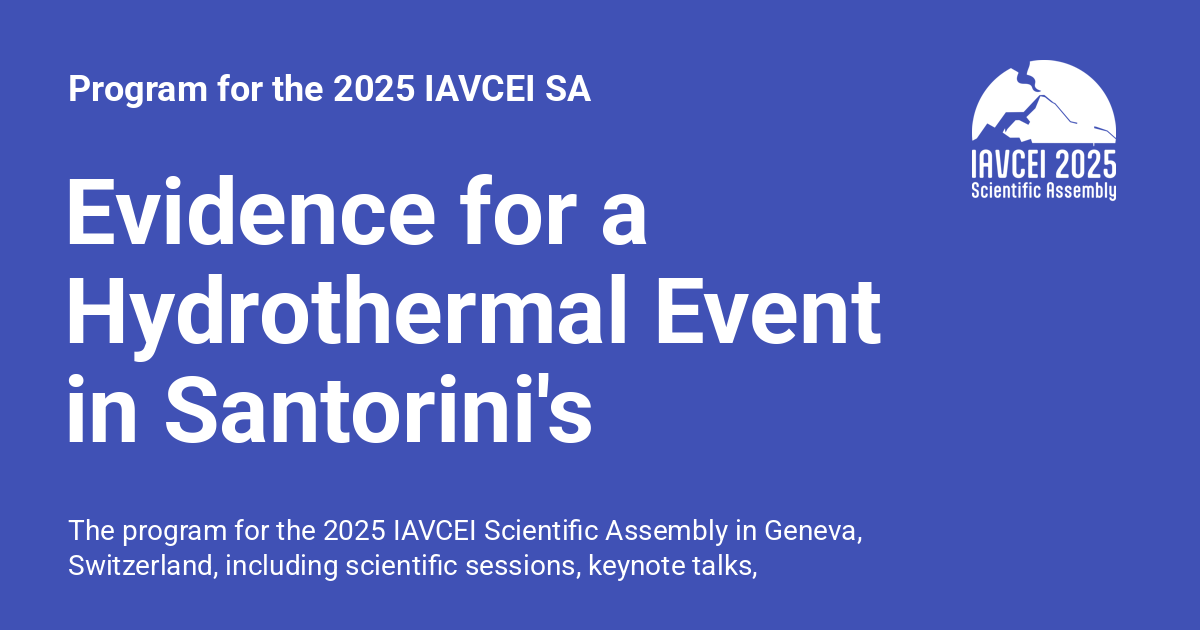 Program for the 2025 IAVCEI SA
IAVCEI 2025
Scientific Assembly
Evidence for a
Hydrothermal Event
in Santorini's
The program for the 2025 IAVCEI Scientific Assembly in Geneva,
Switzerland, including scientific sessions, keynote talks,